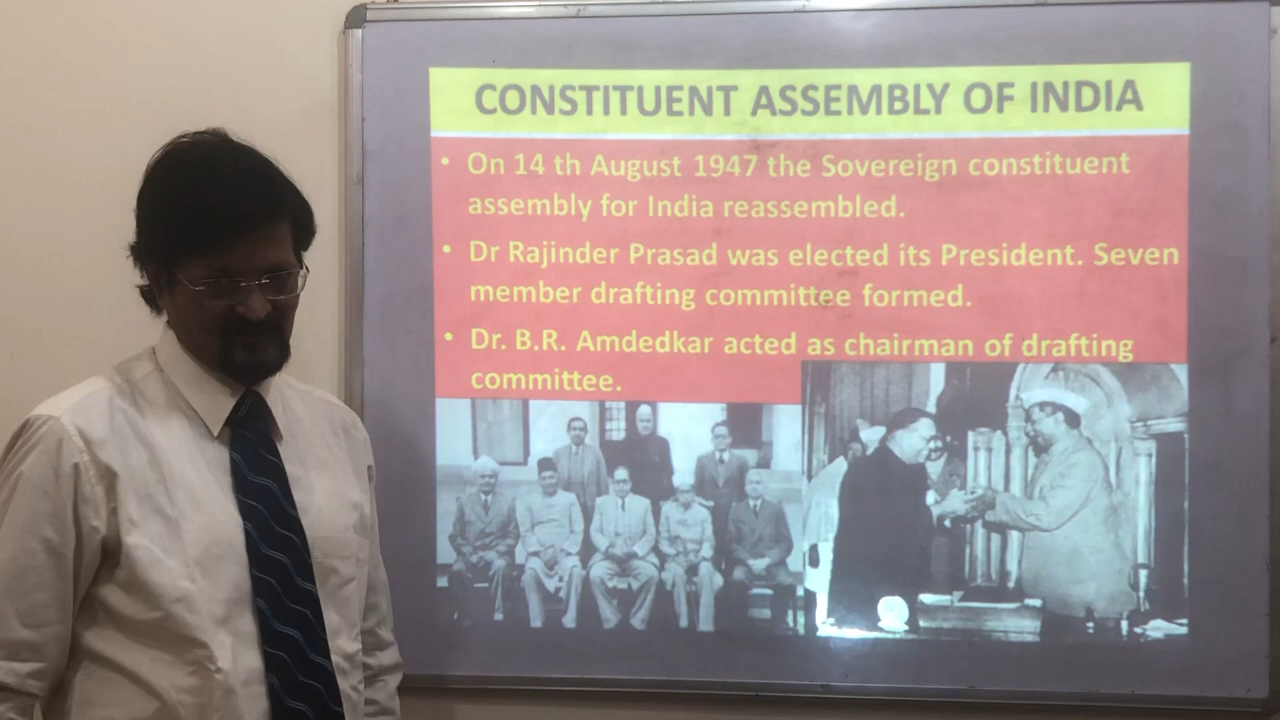 CONSTITUENT ASSEMBLY OF INDIA
• On 14 th August 1947 the Sovereign constituent
assembly for India reassembled.
• Dr Rajinder Prasad was elected its President. Seven
member drafting committee formed.
• Dr. B.R. Amdedkar acted as chairman of drafting
committee.